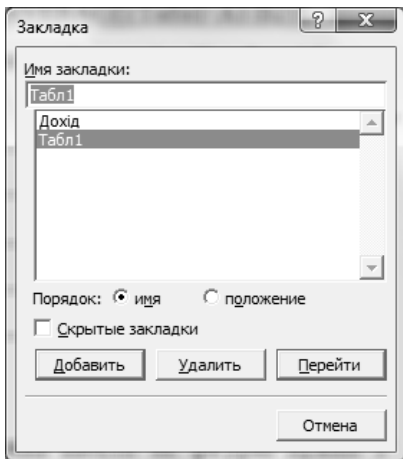 Закладка
Имя закладки:
Табл1
Дохід
Табл1
Порядок: имя положение
Скрытые закладки
Добавить Удалить Перейти
Отмена